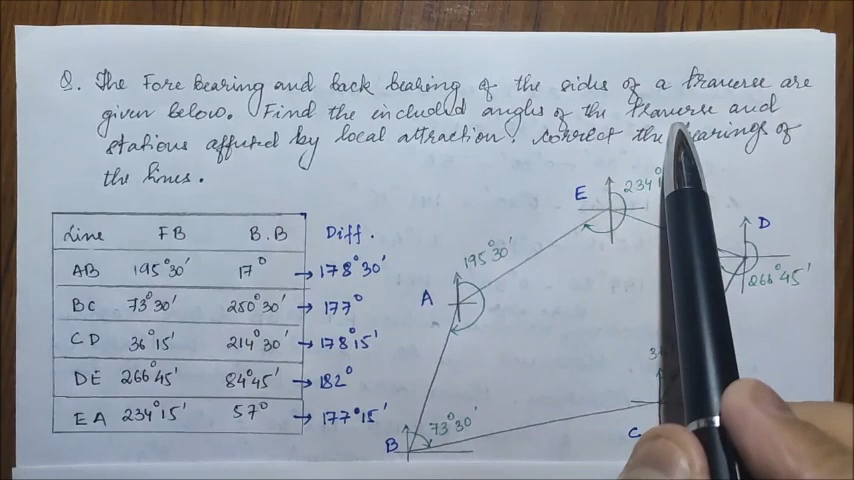 Q. The Fore bearing and back bearing of the sides of a traverse are
given below. Find the included angles of the traverse and
stations affused by local attraction. Correct the bearings of
the lines.
Line FB B.B Diff.
AB 195°30' 17° → 178°30'
BC 73°30' 250°30' → 177°
CD 36°15' 214°30' → 178°15'
DE 266°45' 84°45' → 182°
EA 234°15' 57° → 177°15'
E 234°
D
195°30'
266°45'
A
B 73°30'
C